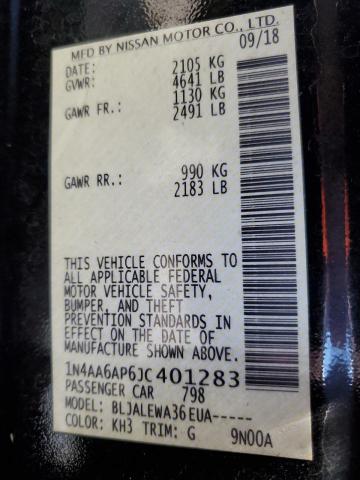 MFD BY NISSAN MOTOR CO., LTD.
DATE: 09/18
GVWR: 2105 KG
4641 LB
GAWR FR.: 1130 KG
2491 LB
GAWR RR.: 990 KG
2183 LB
THIS VEHICLE CONFORMS TO
ALL APPLICABLE FEDERAL
MOTOR VEHICLE SAFETY,
BUMPER, AND THEFT
PREVENTION STANDARDS IN
EFFECT ON THE DATE OF
MANUFACTURE SHOWN ABOVE.
1N4AA6AP6JC401283
PASSENGER CAR 798
MODEL: BLJALEWA36EUA-----
COLOR: KH3 TRIM: G 9N00A